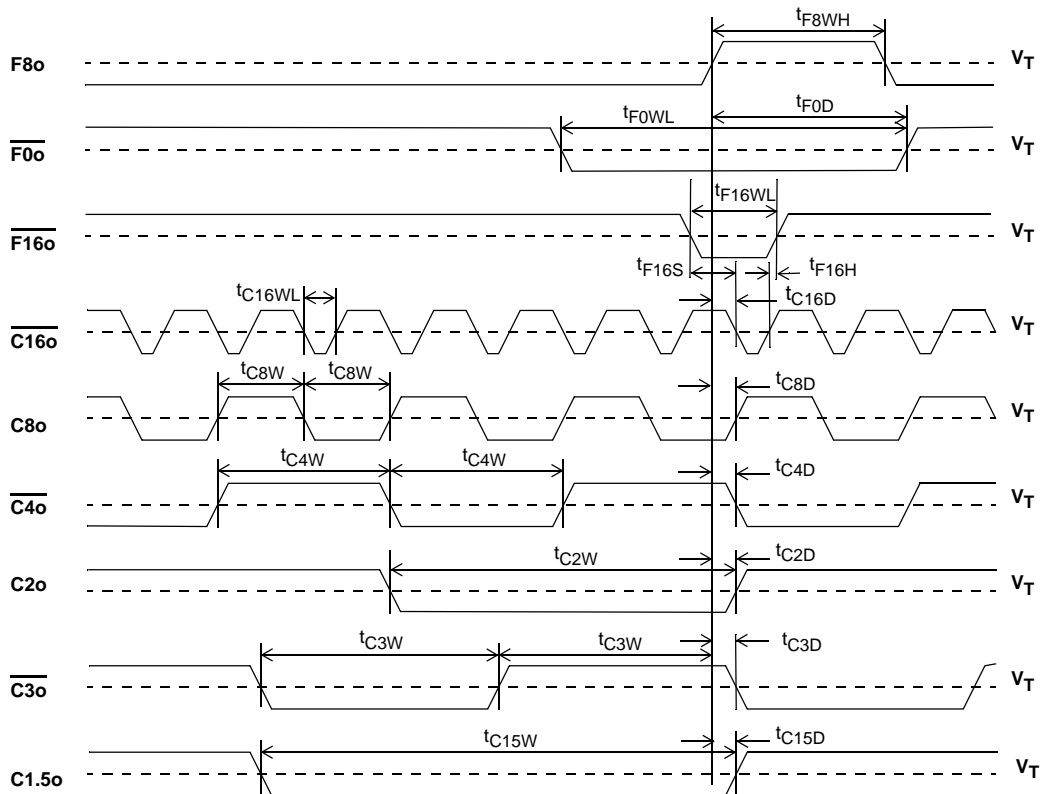 tF8WH
F8o VT
tF0WL tF0D
F0o VT
tF16WL
F16o VT
tF16S tF16H
tC16WL tC16D
C16o VT
tC8W tC8W tC8D
C8o VT
tC4W tC4W tC4D
C4o VT
tC2W tC2D
C2o VT
tC3W tC3W tC3D
C3o VT
tC15W tC15D
C1.5o VT